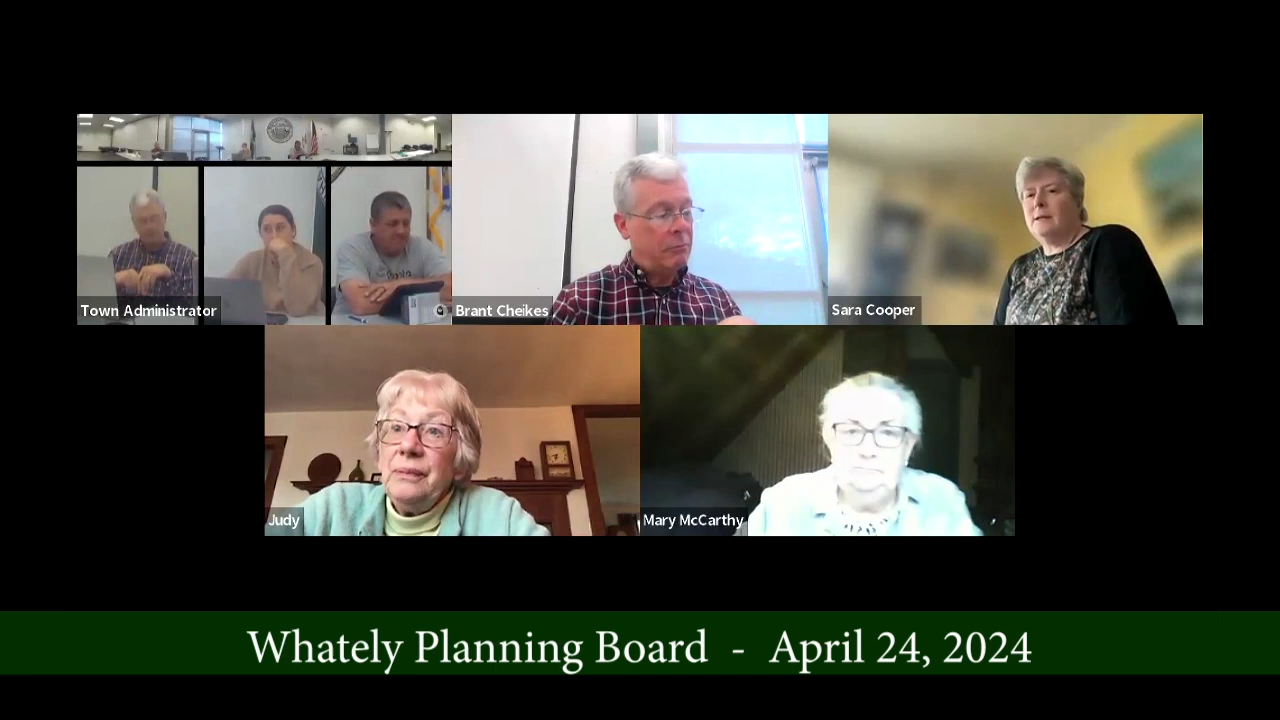 Town Administrator
Brant Cheikes
Sara Cooper
Judy
Mary McCarthy
Whately Planning Board - April 24, 2024